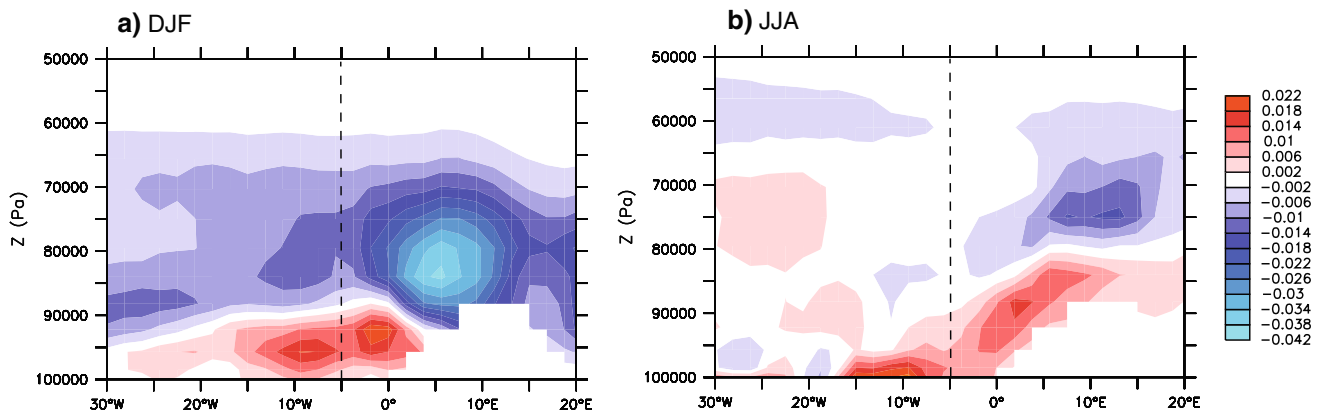 a) DJF
b) JJA
Z (Pa)
50000
60000
70000
80000
90000
100000
30°W
20°W
10°W
0°
10°E
20°E
Z (Pa)
50000
60000
70000
80000
90000
100000
30°W
20°W
10°W
0°
10°E
20°E
0.022
0.018
0.014
0.01
0.006
0.002
−0.002
−0.006
−0.01
−0.014
−0.018
−0.022
−0.026
−0.03
−0.034
−0.038
−0.042